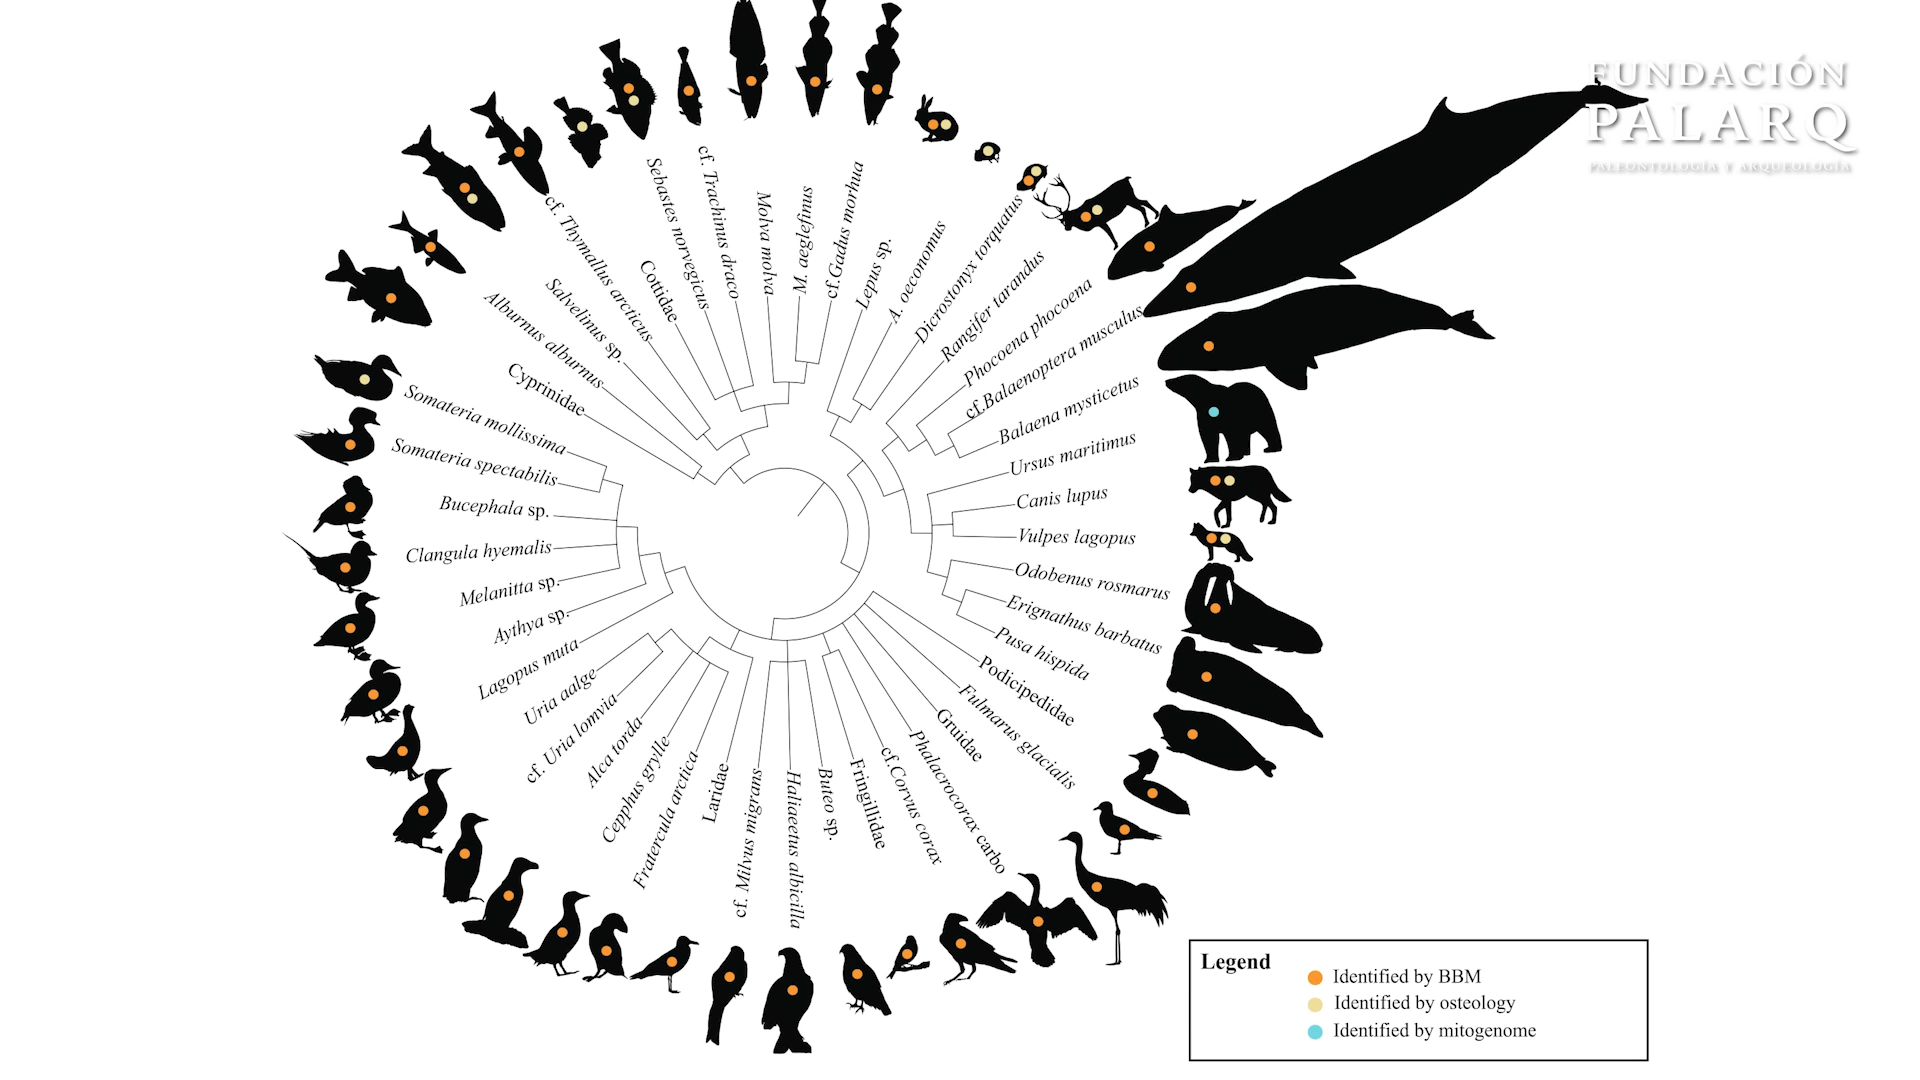 FUNDACIÓN
PALARQ
PALEONTOLOGÍA Y ARQUEOLOGÍA
Cyprinidae
Alburnus alburnus
Salvelinus sp.
cf. Thymallus arcticus
Cottidae
Sebastes norvegicus
cf. Trachimus draco
Molva molva
M. aeglefinus
cf.Gadus morhua
Lepus sp.
A. oeconomus
Dicrostonyx torquatus
Rangifer tarandus
Phocoena phocoena
cf.Balaenoptera musculus
Balaena mysticetus
Ursus maritimus
Canis lupus
Vulpes lagopus
Odobenus rosmarus
Erignathus barbatus
Pusa hispida
Podicipedidae
Fulmarus glacialis
Gruidae
Phalacrocorax carbo
cf.Corvus corax
Fringillidae
Buteo sp.
Haliaeetus albicilla
cf. Milvus migrans
Laridae
Fratercula arctica
Cepphus grylle
Alca torda
cf. Uria lomvia
Uria aalge
Lagopus muta
Aythya sp.
Melanitta sp.
Clangula hyemalis
Bucephala sp.
Somateria spectabilis
Somateria mollissima
Legend
Identified by BBM
Identified by osteology
Identified by mitogenome